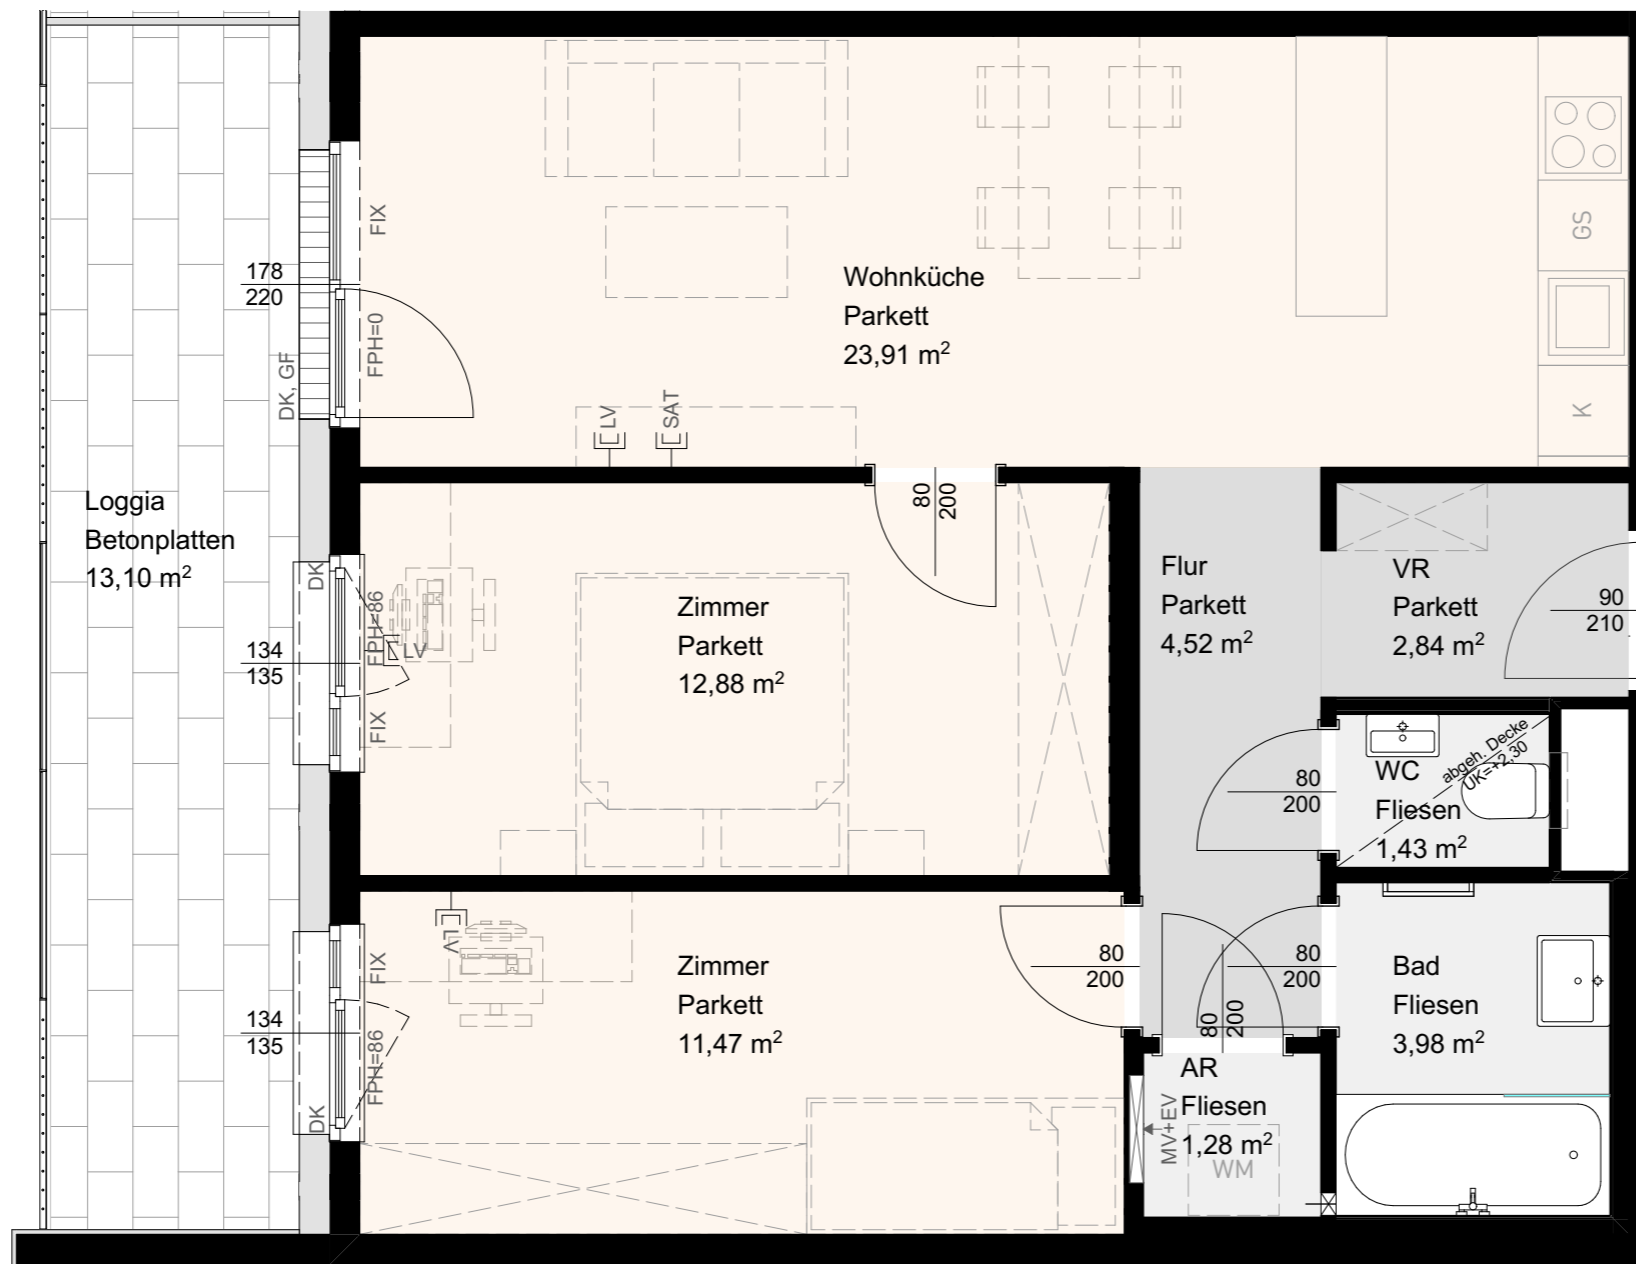 FIX
GS
178
220
FPH=0
DK, GF
Wohnküche
Parkett
23,91 m²
LV
SAT
K
80
200
Loggia
Betonplatten
13,10 m²
DK
FPH=86
LV
134
135
FIX
Zimmer
Parkett
12,88 m²
Flur
Parkett
4,52 m²
VR
Parkett
2,84 m²
90
210
80
200
WC
Fliesen
1,43 m²
abgeh. Decke
UK=+2,30
LV
FIX
134
135
FPH=86
DK
Zimmer
Parkett
11,47 m²
80
200
80
200
80
200
Bad
Fliesen
3,98 m²
AR
Fliesen
1,28 m²
MV+EV
WM